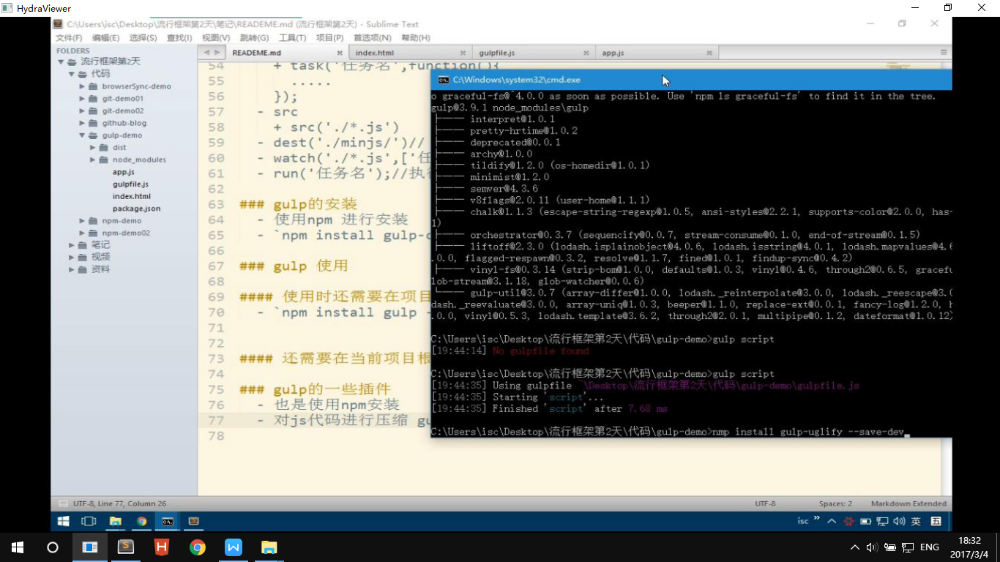 HydraViewer
C:\Users\isc\Desktop\流行框架第2天\笔记\READEME.md (流行框架第2天) - Sublime Text
文件(F) 编辑(E) 选择(S) 查找(I) 视图(V) 跳转(G) 工具(T) 项目(P) 首选项(N) 帮助(H)
FOLDERS
流行框架第2天
代码
browserSync-demo
git-demo01
git-demo02
github-blog
gulp-demo
dist
node_modules
app.js
gulpfile.js
index.html
package.json
npm-demo
npm-demo02
笔记
视频
资料
READEME.md index.html gulpfile.js app.js
54 + task('任务名',function(){
55 .....
56 });
57 - src
58 + src('./*.js')
59 - dest('./minjs/')//
60 - watch('./*.js',['任
61 - run('任务名');//执行
62
63 ### gulp的安装
64 - 使用npm 进行安装
65 - `npm install gulp-c
66
67 ### gulp 使用
68
69 #### 使用时还需要在项目
70 - `npm install gulp -
71
72
73 #### 还需要在当前项目根
74
75 ### gulp的一些插件
76 - 也是使用npm安装
77 - 对js代码进行压缩 gu
78
C:\Windows\system32\cmd.exe
o graceful-fs@^4.0.0 as soon as possible. Use 'npm ls graceful-fs' to find it in the tree.
gulp@3.9.1 node_modules\gulp
├── interpret@1.0.1
├── pretty-hrtime@1.0.2
├── deprecated@0.0.1
├── archy@1.0.0
├── tildify@1.2.0 (os-homedir@1.0.1)
├── minimist@1.2.0
├── semver@4.3.6
├── v8flags@2.0.11 (user-home@1.1.1)
├── chalk@1.1.3 (escape-string-regexp@1.0.5, ansi-styles@2.2.1, supports-color@2.0.0, has-
1)
├── orchestrator@0.3.7 (sequencify@0.0.7, stream-consume@0.1.0, end-of-stream@0.1.5)
├── liftoff@2.3.0 (lodash.isplainobject@4.0.6, lodash.isstring@4.0.1, lodash.mapvalues@4.6
.0.0, flagged-respawn@0.3.2, resolve@1.1.7, fined@1.0.1, findup-sync@0.4.2)
├── vinyl-fs@0.3.14 (strip-bom@1.0.0, defaults@1.0.3, vinyl@0.4.6, through2@0.6.5, gracefu
lob-stream@3.1.18, glob-watcher@0.0.6)
└── gulp-util@3.0.7 (array-differ@1.0.0, lodash._reinterpolate@3.0.0, lodash._reescape@3.0
dash._reevaluate@3.0.0, array-uniq@1.0.3, beeper@1.1.0, replace-ext@0.0.1, fancy-log@1.2.0, h
.0.0, vinyl@0.5.3, lodash.template@3.6.2, through2@2.0.1, multipipe@0.1.2, dateformat@1.0.12)
C:\Users\isc\Desktop\流行框架第2天\代码\gulp-demo>gulp script
[19:44:14] No gulpfile found
C:\Users\isc\Desktop\流行框架第2天\代码\gulp-demo>gulp script
[19:44:35] Using gulpfile ~\Desktop\流行框架第2天\代码\gulp-demo\gulpfile.js
[19:44:35] Starting 'script'...
[19:44:35] Finished 'script' after 7.68 ms
C:\Users\isc\Desktop\流行框架第2天\代码\gulp-demo>nmp install gulp-uglify --save-dev
UTF-8, Line 77, Column 26 UTF-8 Spaces: 2 Markdown Extended
isc 英 五
ENG
18:32
2017/3/4